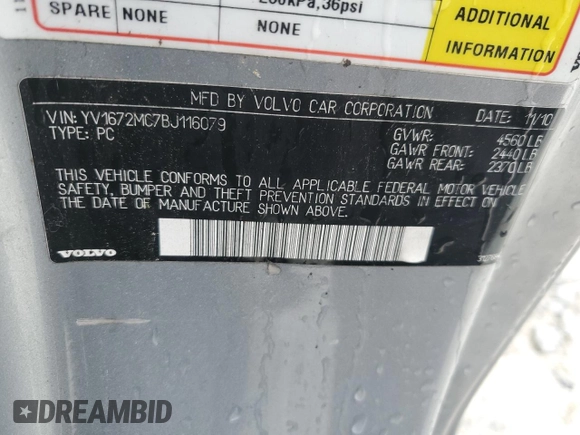 260kPa,36psi
SPARE NONE NONE
ADDITIONAL
INFORMATION
MFD BY VOLVO CAR CORPORATION DATE: 11/10
VIN: YV1672MC7BJ116079
TYPE: PC
GVWR: 4560 LB
GAWR FRONT: 2440 LB
GAWR REAR: 2370 LB
THIS VEHICLE CONFORMS TO ALL APPLICABLE FEDERAL MOTOR VEHICLE
SAFETY, BUMPER AND THEFT PREVENTION STANDARDS IN EFFECT ON
THE DATE OF MANUFACTURE SHOWN ABOVE.
VOLVO
DREAMBID